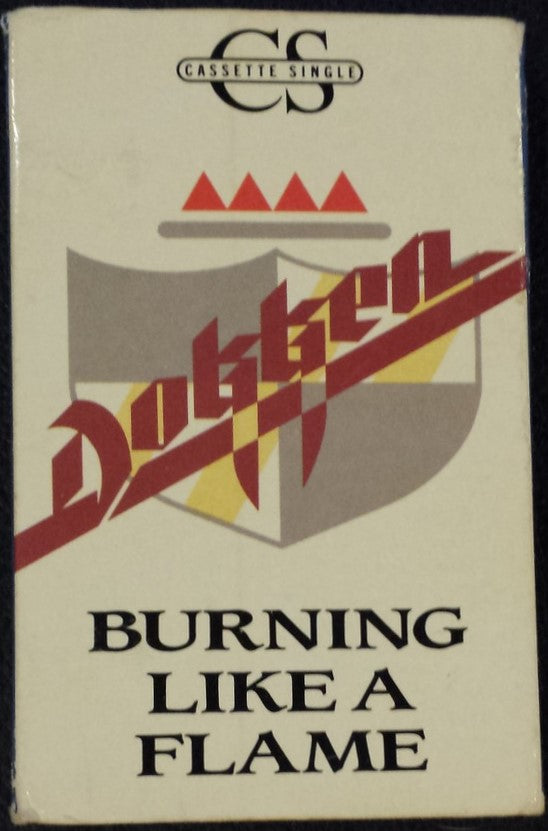 CS
CASSETTE SINGLE
Dokken
BURNING
LIKE A
FLAME